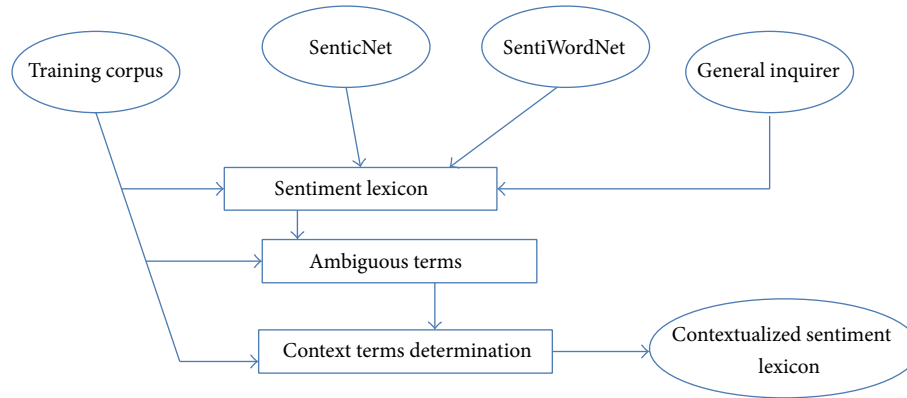 SenticNet
SentiWordNet
Training corpus
General inquirer
Sentiment lexicon
Ambiguous terms
Context terms determination
Contextualized sentiment
lexicon